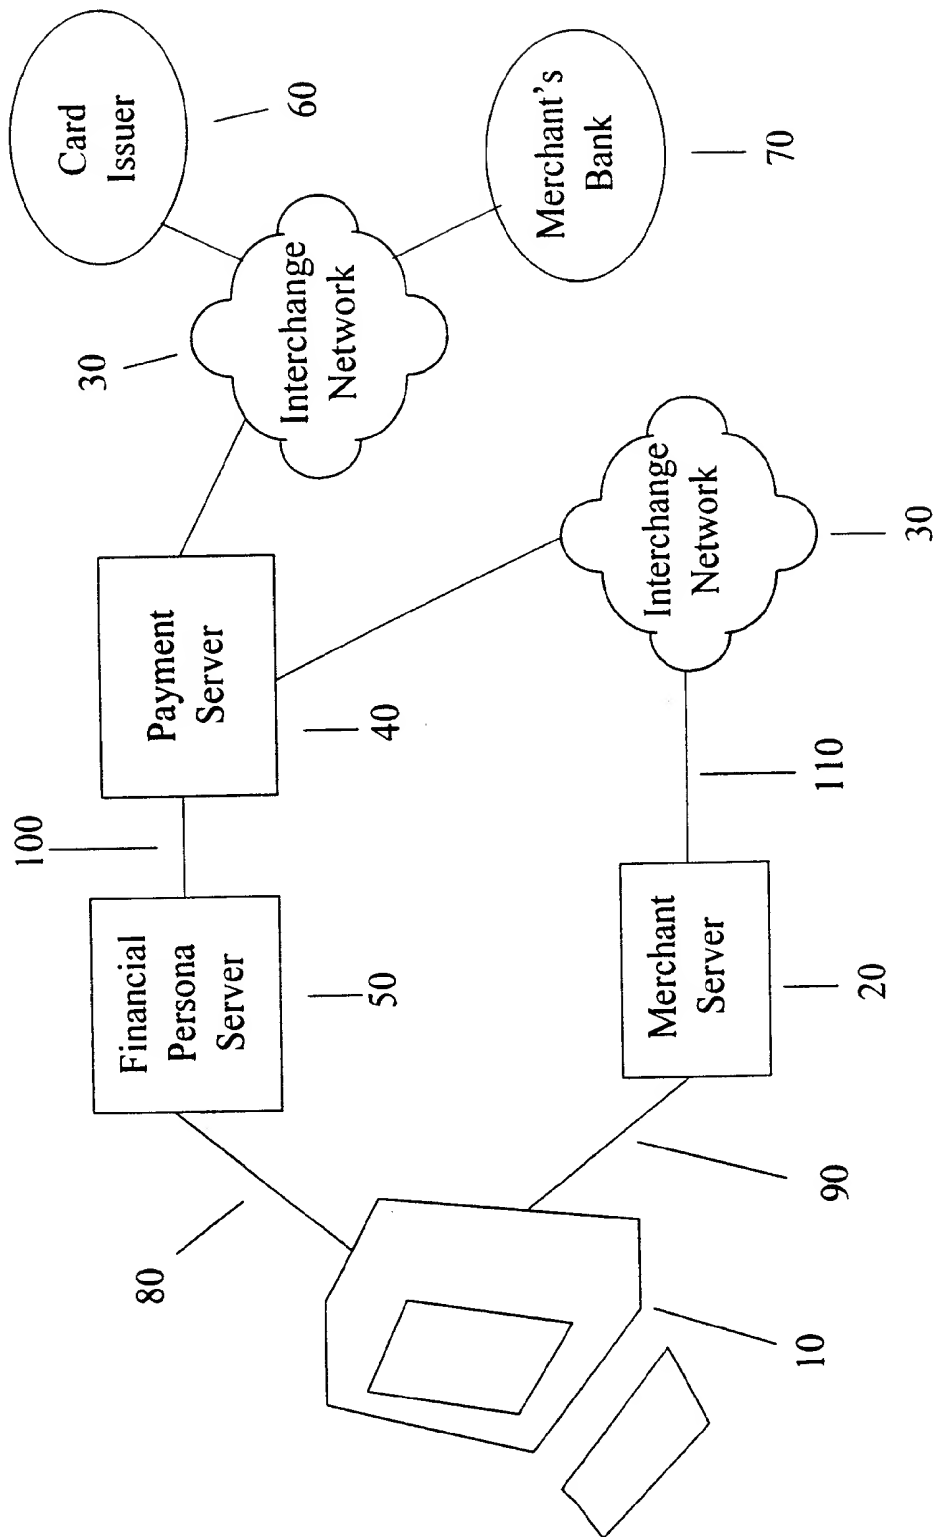 80
Financial
Persona
Server
50
100
Payment
Server
40
30
Interchange
Network
Card
Issuer
60
Merchant's
Bank
70
10
90
Merchant
Server
20
110
Interchange
Network
30